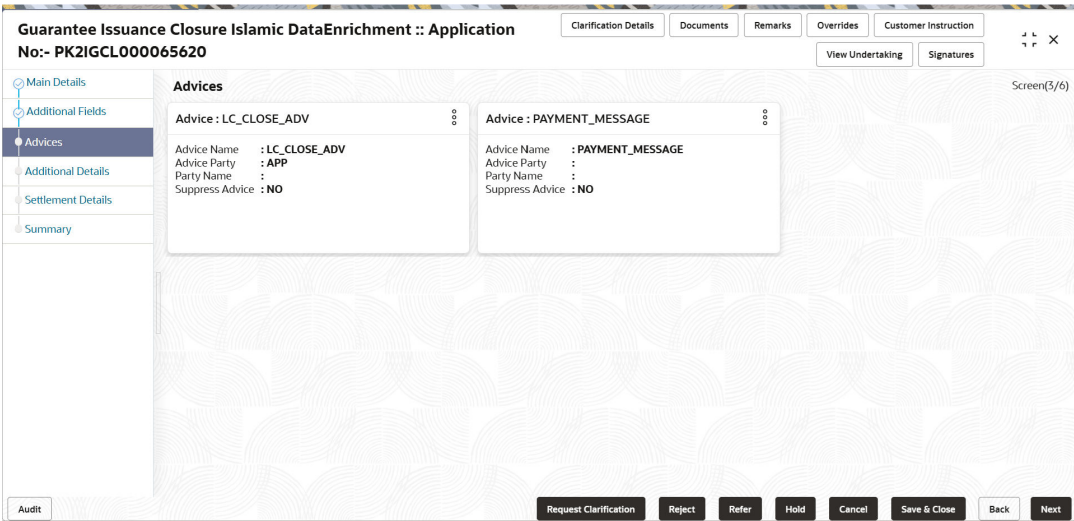 Guarantee Issuance Closure Islamic DataEnrichment :: Application
No:- PK2IGCL000065620
Clarification Details
Documents
Remarks
Overrides
Customer Instruction
View Undertaking
Signatures
Main Details
Additional Fields
Advices
Additional Details
Settlement Details
Summary
Advices
Screen(3/6)
Advice : LC_CLOSE_ADV
Advice Name : LC_CLOSE_ADV
Advice Party : APP
Party Name :
Suppress Advice : NO
Advice : PAYMENT_MESSAGE
Advice Name : PAYMENT_MESSAGE
Advice Party :
Party Name :
Suppress Advice : NO
Audit
Request Clarification
Reject
Refer
Hold
Cancel
Save & Close
Back
Next